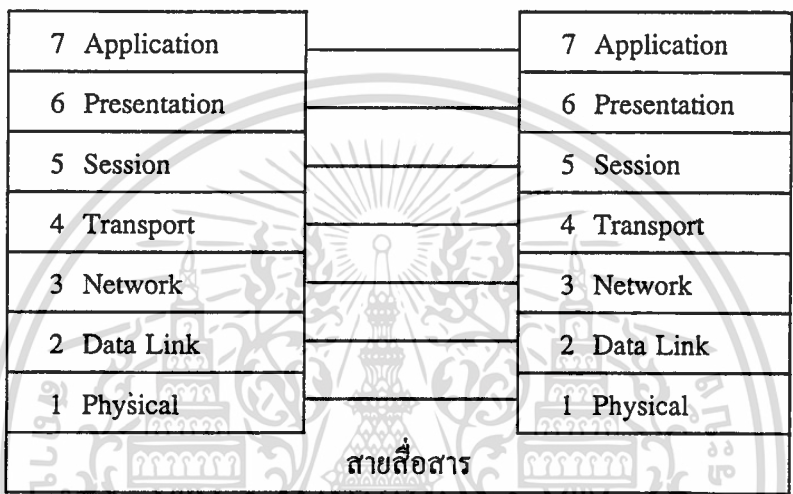 7 Application 7 Application
6 Presentation 6 Presentation
5 Session 5 Session
4 Transport 4 Transport
3 Network 3 Network
2 Data Link 2 Data Link
1 Physical 1 Physical
สายสื่อสาร